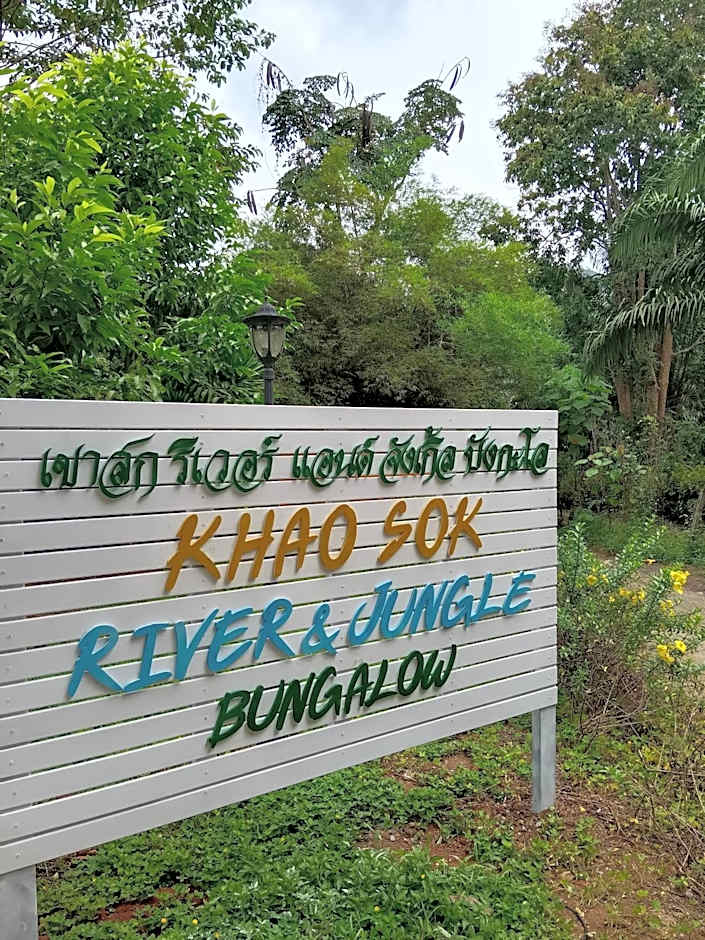 เขาสก ริเวอร์ แอนด์ จังเกิ้ล บังกะโล
KHAO SOK
RIVER & JUNGLE
BUNGALOW